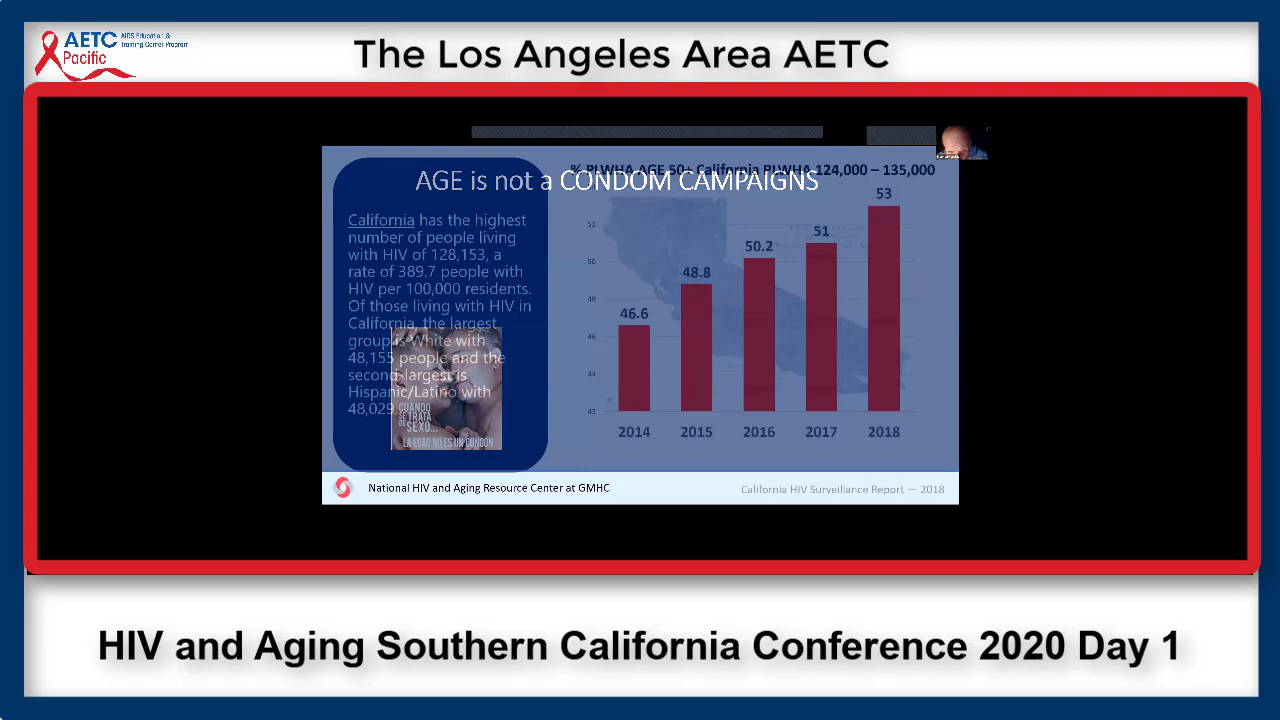 AETC
AIDS Education &
Training Center Program
Pacific
The Los Angeles Area AETC
% PLWHA AGE 50+ California PLWHA 124,000 – 135,000
AGE is not a CONDOM CAMPAIGNS
California has the highest
number of people living
with HIV of 128,153, a
rate of 389.7 people with
HIV per 100,000 residents.
Of those living with HIV in
California, the largest
group is White with
48,155 people and the
second largest is
Hispanic/Latino with
48,029.
CUANDO
SE TRATA
DE SEXO...
LA EDAD NO ES UN CONDÓN
52
50
48
46
44
42
46.6
48.8
50.2
51
53
2014
2015
2016
2017
2018
National HIV and Aging Resource Center at GMHC
California HIV Surveillance Report — 2018
HIV and Aging Southern California Conference 2020 Day 1